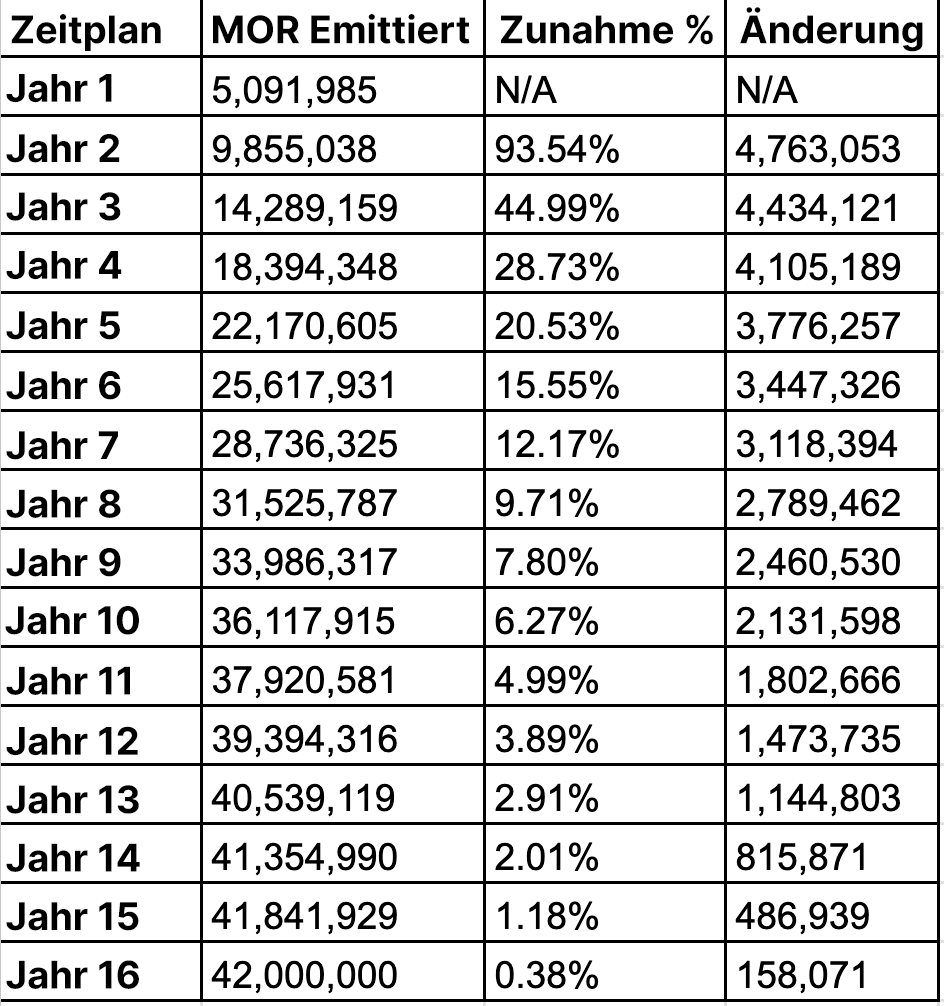 Zeitplan MOR Emittiert Zunahme % Änderung
Jahr 1 5,091,985 N/A N/A
Jahr 2 9,855,038 93.54% 4,763,053
Jahr 3 14,289,159 44.99% 4,434,121
Jahr 4 18,394,348 28.73% 4,105,189
Jahr 5 22,170,605 20.53% 3,776,257
Jahr 6 25,617,931 15.55% 3,447,326
Jahr 7 28,736,325 12.17% 3,118,394
Jahr 8 31,525,787 9.71% 2,789,462
Jahr 9 33,986,317 7.80% 2,460,530
Jahr 10 36,117,915 6.27% 2,131,598
Jahr 11 37,920,581 4.99% 1,802,666
Jahr 12 39,394,316 3.89% 1,473,735
Jahr 13 40,539,119 2.91% 1,144,803
Jahr 14 41,354,990 2.01% 815,871
Jahr 15 41,841,929 1.18% 486,939
Jahr 16 42,000,000 0.38% 158,071